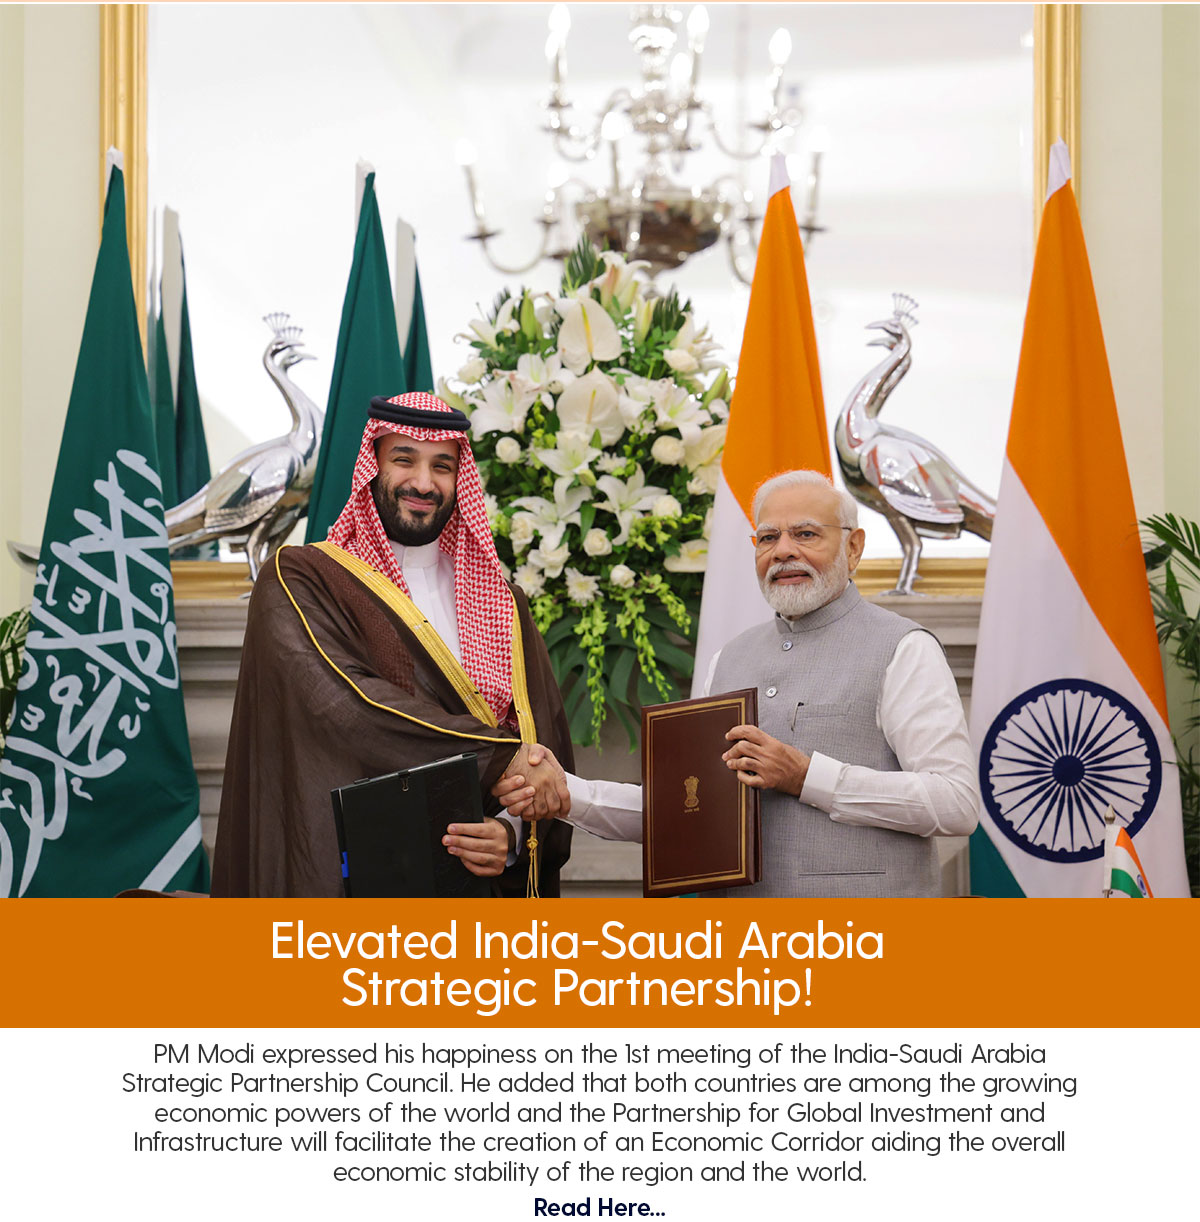 Elevated India-Saudi Arabia
Strategic Partnership!
PM Modi expressed his happiness on the 1st meeting of the India-Saudi Arabia
Strategic Partnership Council. He added that both countries are among the growing
economic powers of the world and the Partnership for Global Investment and
Infrastructure will facilitate the creation of an Economic Corridor aiding the overall
economic stability of the region and the world.
Read Here...